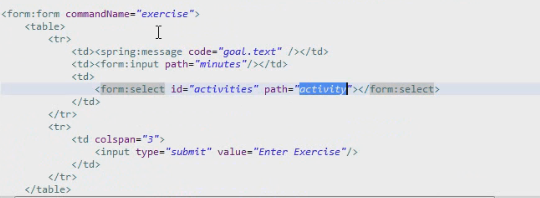 <form:form commandName="exercise">
<table>
<tr>
<td><spring:message code="goal.text" /></td>
<td><form:input path="minutes"/></td>
<td>
<form:select id="activities" path="activity"></form:select>
</td>
</tr>
<tr>
<td colspan="3">
<input type="submit" value="Enter Exercise"/>
</td>
</tr>
</table>